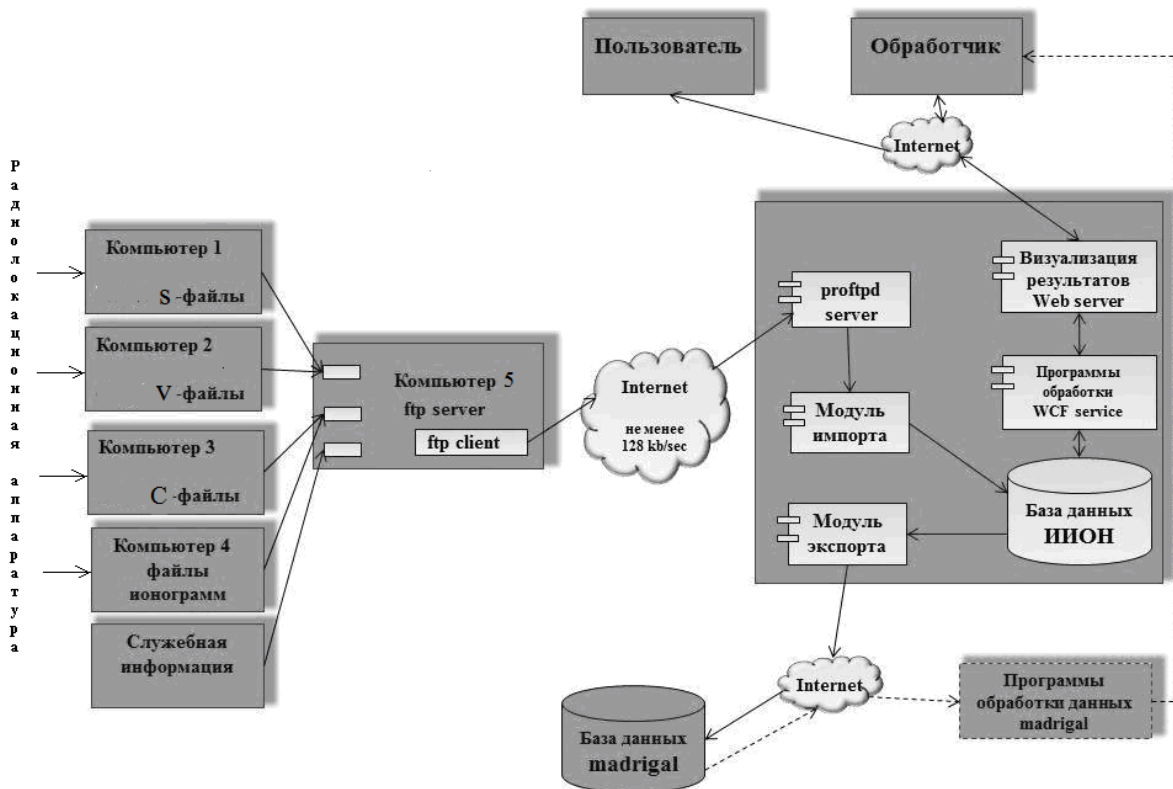 Радиолокационная аппаратура
Компьютер 1
S -файлы
Компьютер 2
V -файлы
Компьютер 3
C -файлы
Компьютер 4
файлы
ионограмм
Служебная
информация
Компьютер 5
ftp server
ftp client
Internet
не менее
128 kb/sec
Пользователь
Обработчик
Internet
proftpd
server
Модуль
импорта
Модуль
экспорта
Визуализация
результатов
Web server
Программы
обработки
WCF service
База данных
ИИОН
Internet
База данных
madrigal
Программы
обработки данных
madrigal